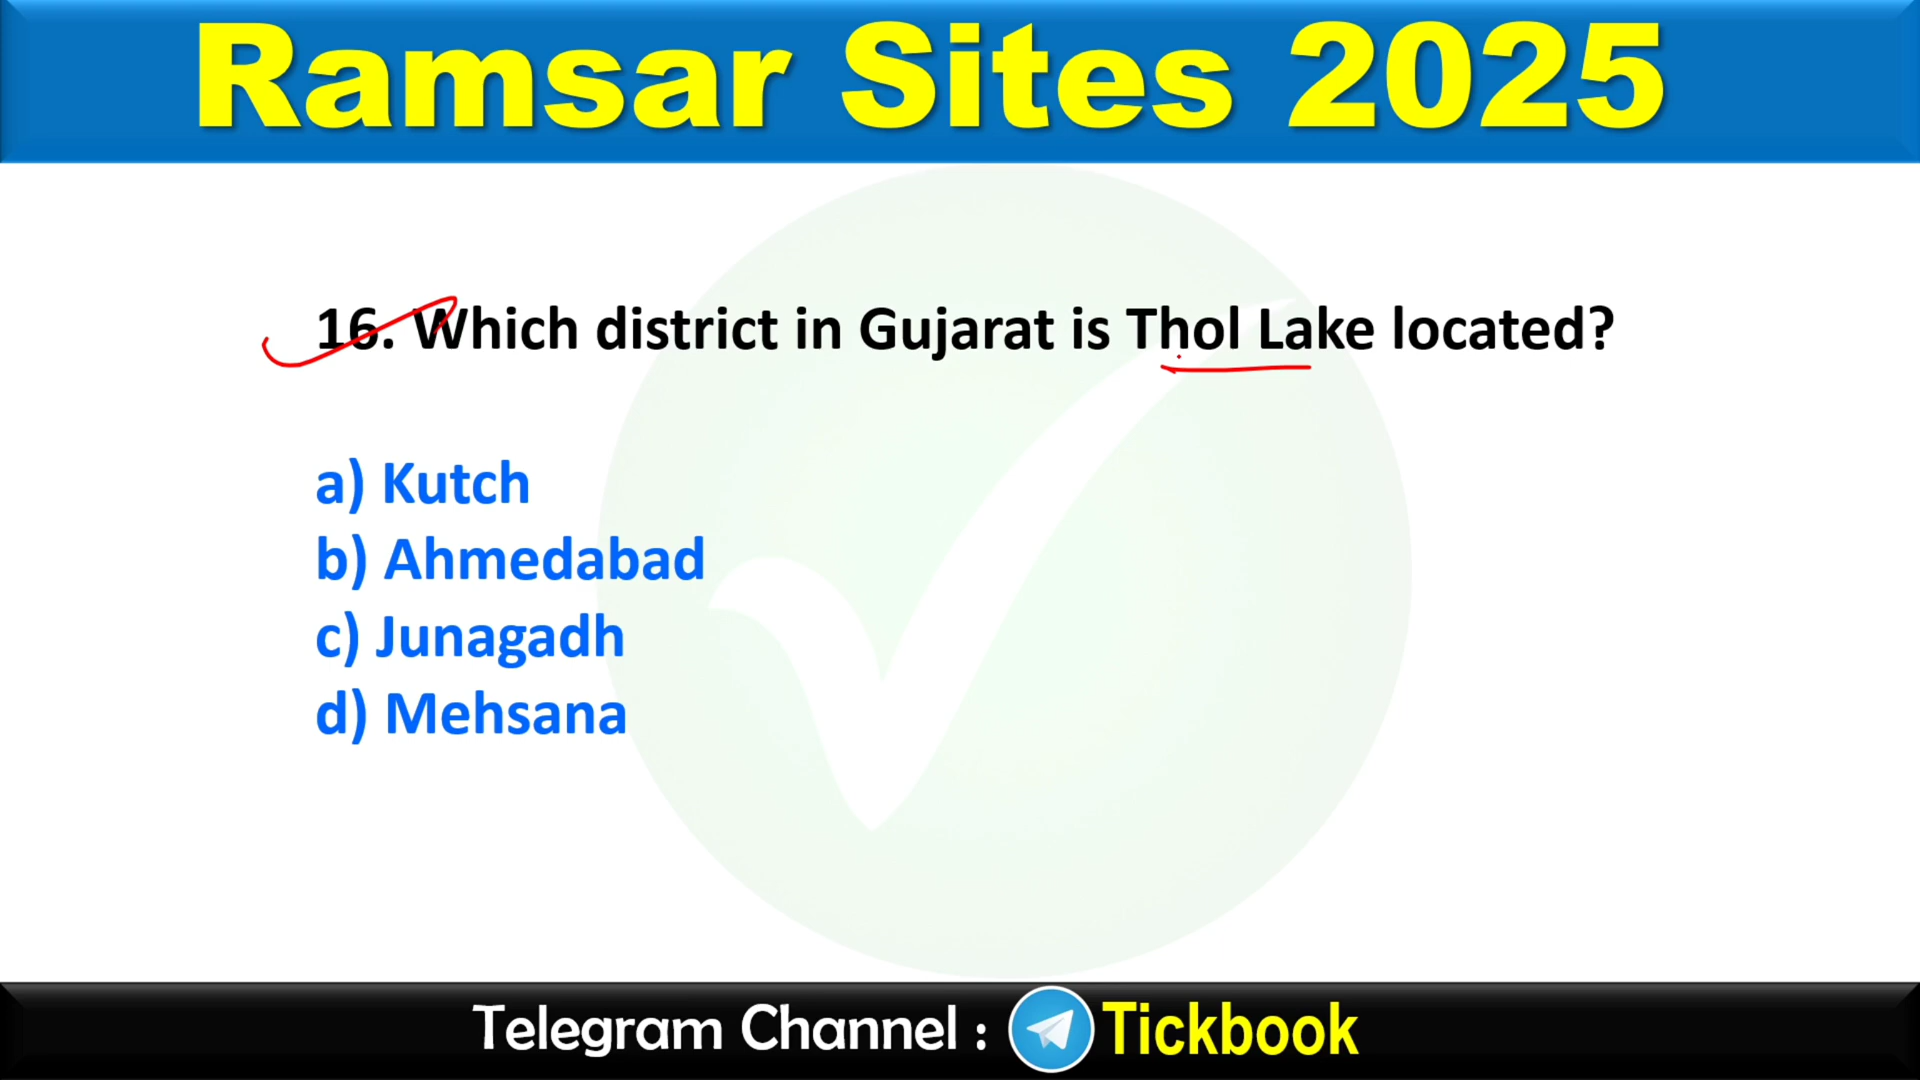 Ramsar Sites 2025
16. Which district in Gujarat is Thol Lake located?
a) Kutch
b) Ahmedabad
c) Junagadh
d) Mehsana
Telegram Channel : Tickbook